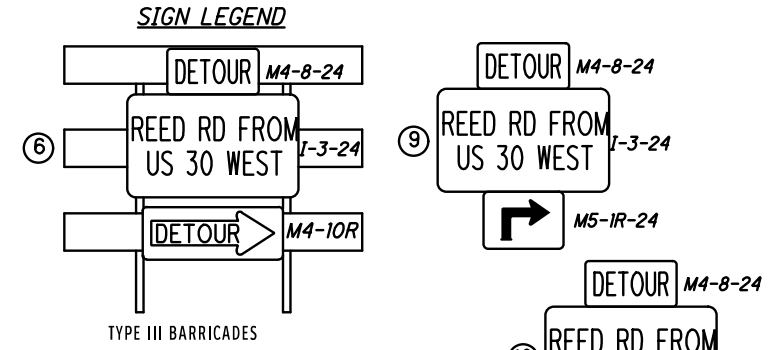 SIGN LEGEND
DETOUR M4-8-24
6 REED RD FROM
US 30 WEST I-3-24
DETOUR M4-10R
TYPE III BARRICADES
DETOUR M4-8-24
9 REED RD FROM
US 30 WEST I-3-24
M5-1R-24
DETOUR M4-8-24
REED RD FROM